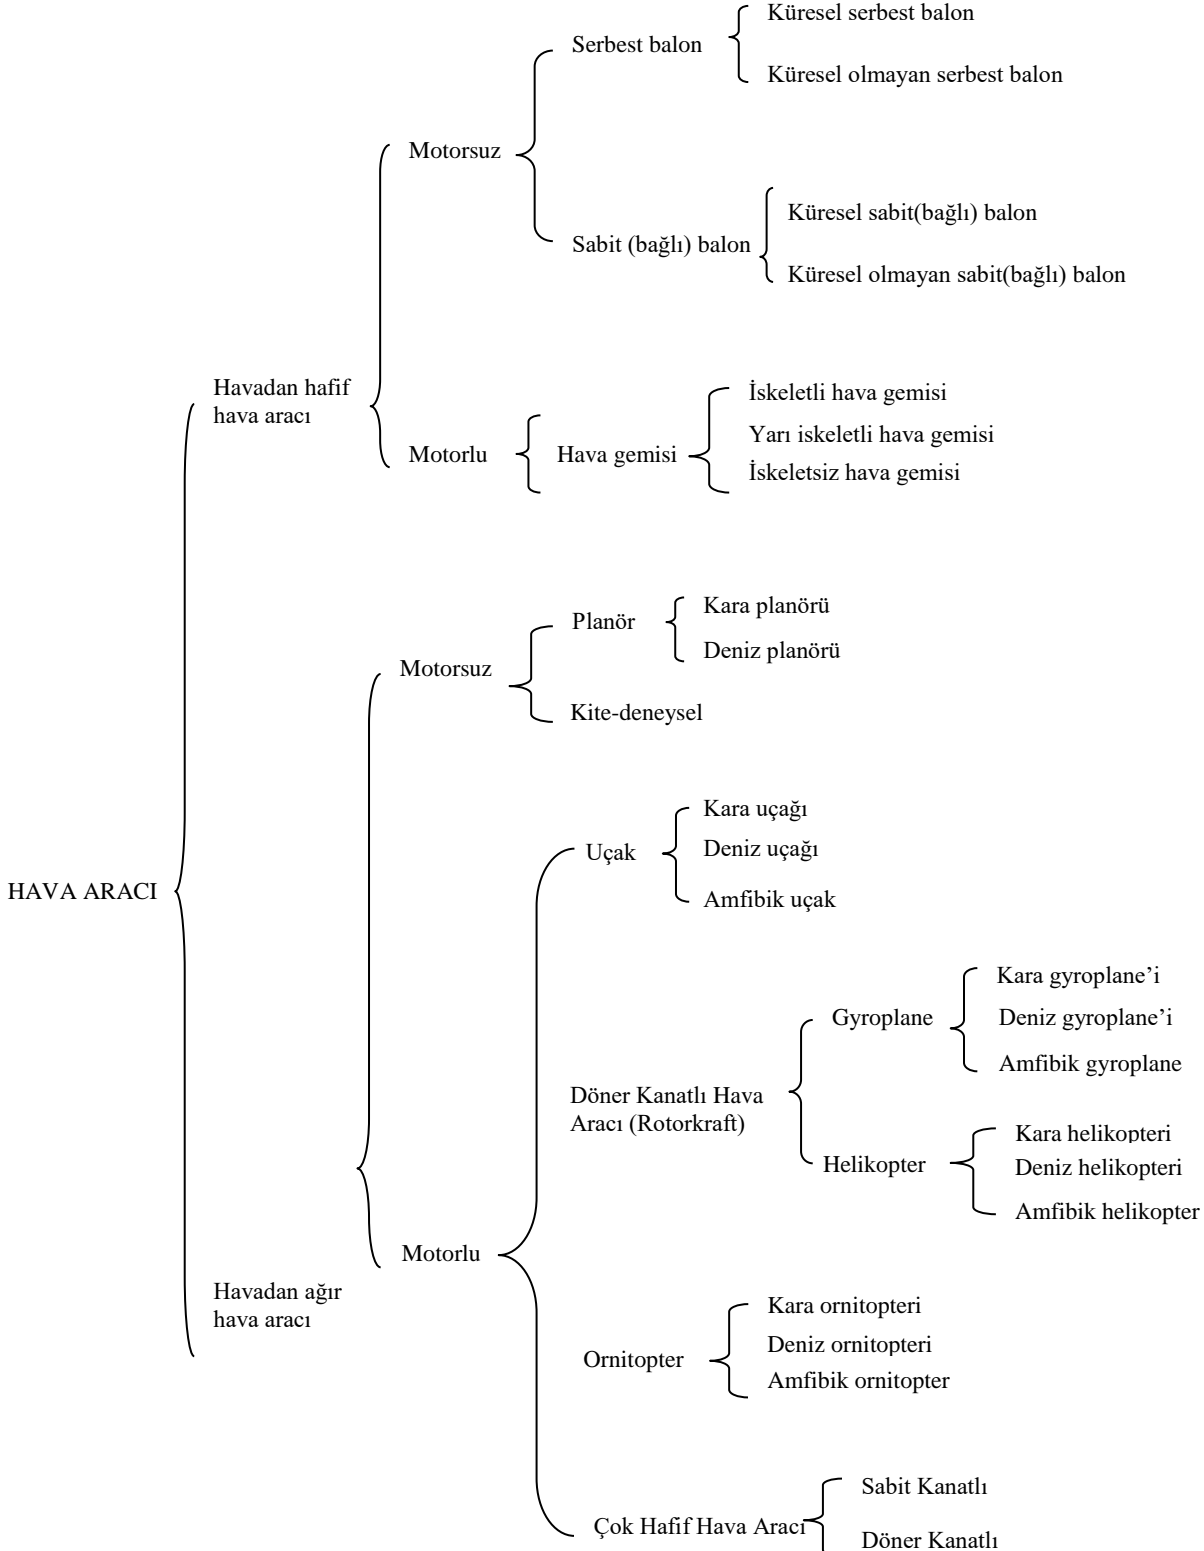 Küresel serbest balon
Serbest balon
Küresel olmayan serbest balon
Motorsuz
Küresel sabit(bağlı) balon
Sabit (bağlı) balon
Küresel olmayan sabit(bağlı) balon
Havadan hafif
hava aracı
İskeletli hava gemisi
Yarı iskeletli hava gemisi
Motorlu
Hava gemisi
İskeletsiz hava gemisi
Kara planörü
Planör
Deniz planörü
Motorsuz
Kite-deneysel
Kara uçağı
Uçak
Deniz uçağı
Amfibik uçak
HAVA ARACI
Kara gyroplane’i
Gyroplane
Deniz gyroplane’i
Amfibik gyroplane
Döner Kanatlı Hava
Aracı (Rotorkraft)
Kara helikopteri
Helikopter
Deniz helikopteri
Amfibik helikopter
Motorlu
Havadan ağır
hava aracı
Kara ornitopteri
Deniz ornitopteri
Ornitopter
Amfibik ornitopter
Sabit Kanatlı
Çok Hafif Hava Aracı
Döner Kanatlı